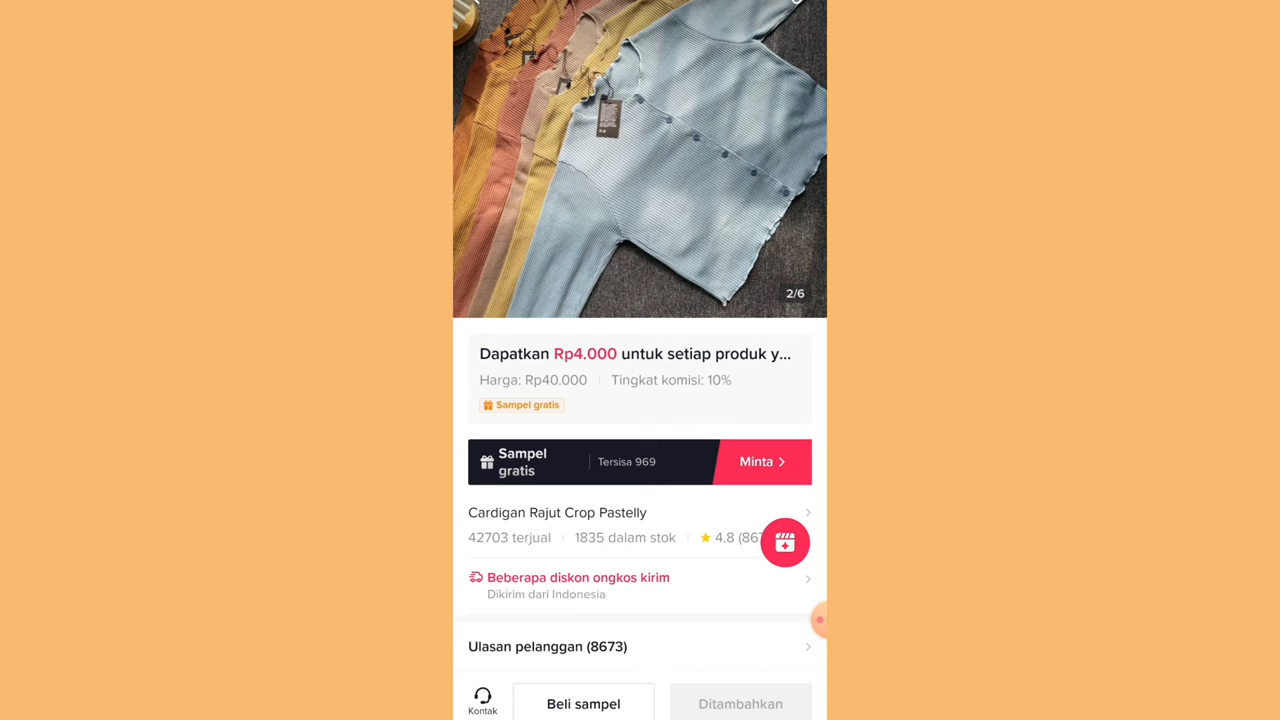 2/6
Dapatkan Rp4.000 untuk setiap produk y...
Harga: Rp40.000
Tingkat komisi: 10%
Sampel gratis
Sampel
gratis
Tersisa 969
Minta
Cardigan Rajut Crop Pastelly
42703 terjual
1835 dalam stok
4.8 (867
Beberapa diskon ongkos kirim
Dikirim dari Indonesia
Ulasan pelanggan (8673)
Kontak
Beli sampel
Ditambahkan